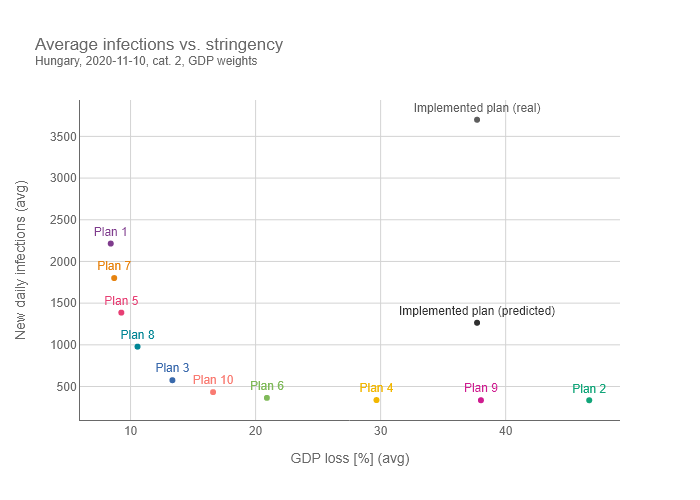 Average infections vs. stringency
Hungary, 2020-11-10, cat. 2, GDP weights
Implemented plan (real)
3500
3000
2500
Plan 1
2000
Plan 7
1500
Plan 5
Implemented plan (predicted)
Plan 8
1000
Plan 3
Plan 10
Plan 6
Plan 4
Plan 9
Plan 2
500
10
20
30
40
GDP loss [%] (avg)
New daily infections (avg)